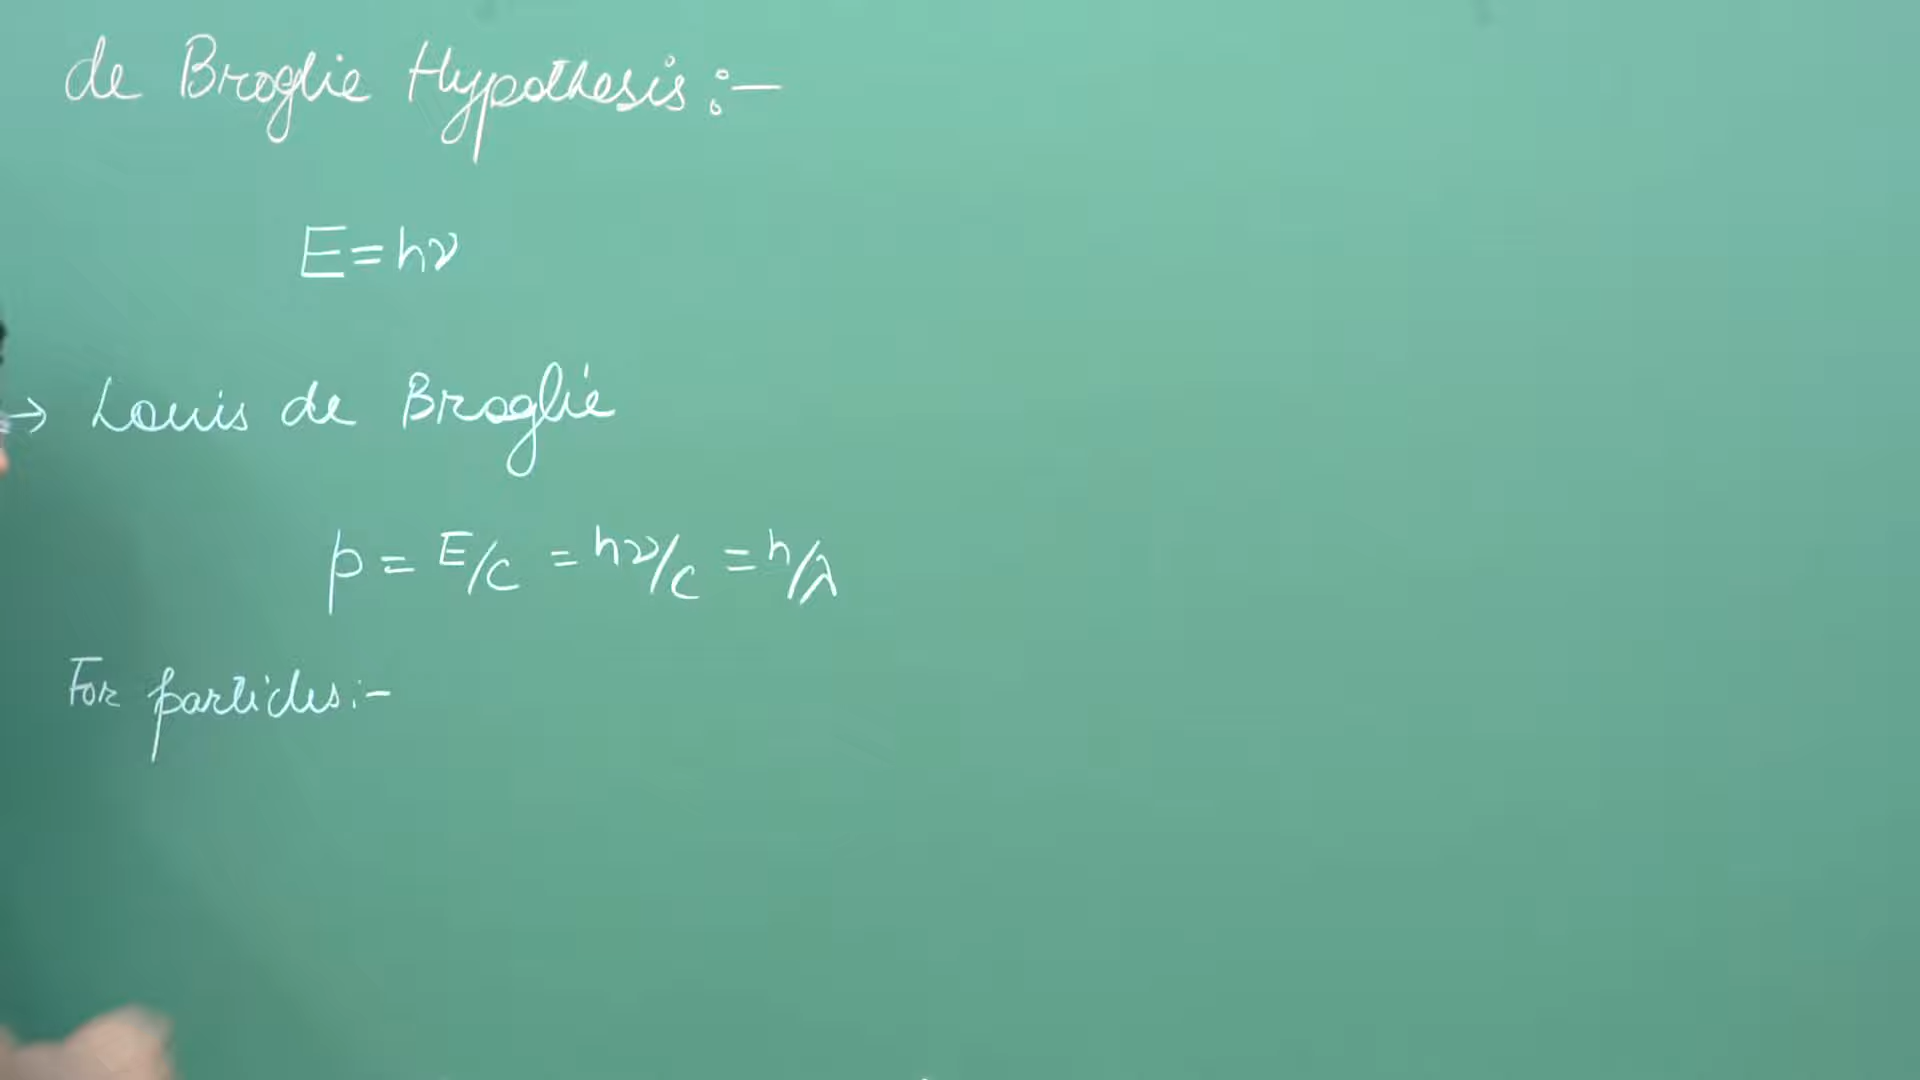 de Broglie Hypothesis :-
E = hν
→ Louis de Broglie
p = E/c = hν/c = h/λ
For particles :-